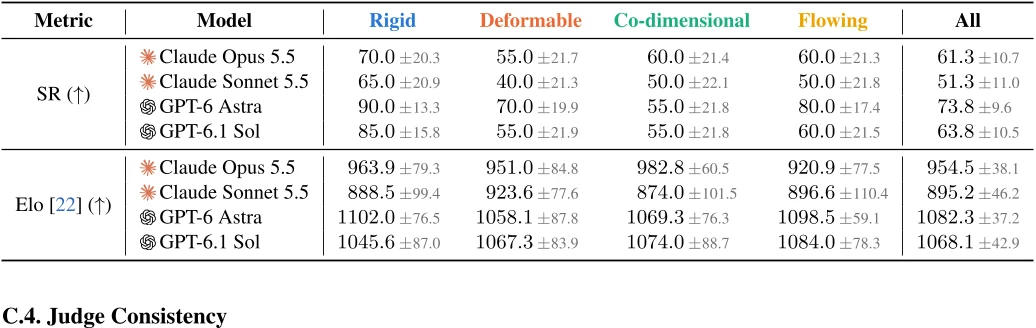 Metric Model Rigid Deformable Co-dimensional Flowing All
Claude Opus 5.5 70.0 ±20.3 55.0 ±21.7 60.0 ±21.4 60.0 ±21.3 61.3 ±10.7
Claude Sonnet 5.5 65.0 ±20.9 40.0 ±21.3 50.0 ±22.1 50.0 ±21.8 51.3 ±11.0
SR (↑)
GPT-6 Astra 90.0 ±13.3 70.0 ±19.9 55.0 ±21.8 80.0 ±17.4 73.8 ±9.6
GPT-6.1 Sol 85.0 ±15.8 55.0 ±21.9 55.0 ±21.8 60.0 ±21.5 63.8 ±10.5
Claude Opus 5.5 963.9 ±79.3 951.0 ±84.8 982.8 ±60.5 920.9 ±77.5 954.5 ±38.1
Claude Sonnet 5.5 888.5 ±99.4 923.6 ±77.6 874.0 ±101.5 896.6 ±110.4 895.2 ±46.2
Elo [22] (↑)
GPT-6 Astra 1102.0 ±76.5 1058.1 ±87.8 1069.3 ±76.3 1098.5 ±59.1 1082.3 ±37.2
GPT-6.1 Sol 1045.6 ±87.0 1067.3 ±83.9 1074.0 ±88.7 1084.0 ±78.3 1068.1 ±42.9
C.4. Judge Consistency